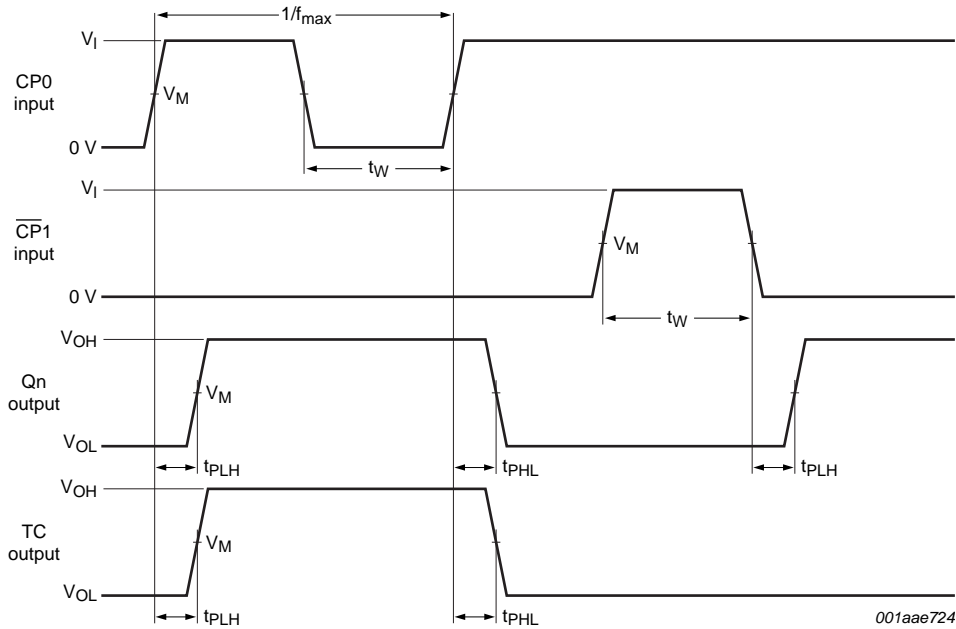 1/fmax
VI
CP0
input
VM
0 V
tW
VI
CP1
input
VM
0 V
tW
VOH
Qn
output
VM
VOL
tPLH
tPHL
tPLH
VOH
TC
output
VM
VOL
tPLH
tPHL
001aae724